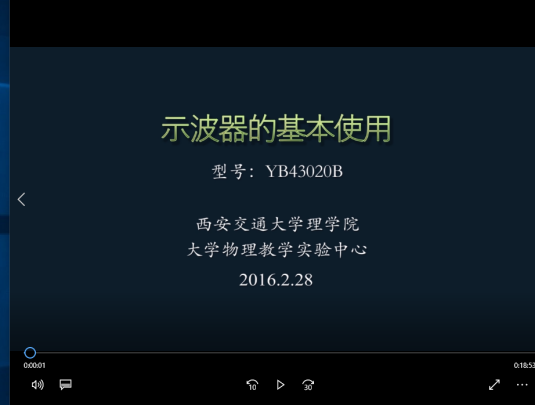 示波器的基本使用
型号：YB43020B
西安交通大学理学院
大学物理教学实验中心
2016.2.28
0:00:01
0:18:53
10
30